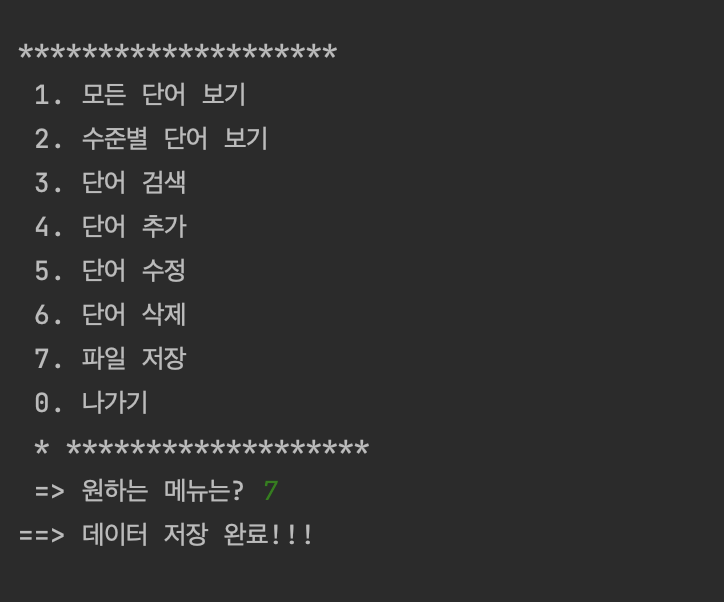 ********************
1. 모든 단어 보기
2. 수준별 단어 보기
3. 단어 검색
4. 단어 추가
5. 단어 수정
6. 단어 삭제
7. 파일 저장
0. 나가기
* *******************
=> 원하는 메뉴는? 7
==> 데이터 저장 완료!!!